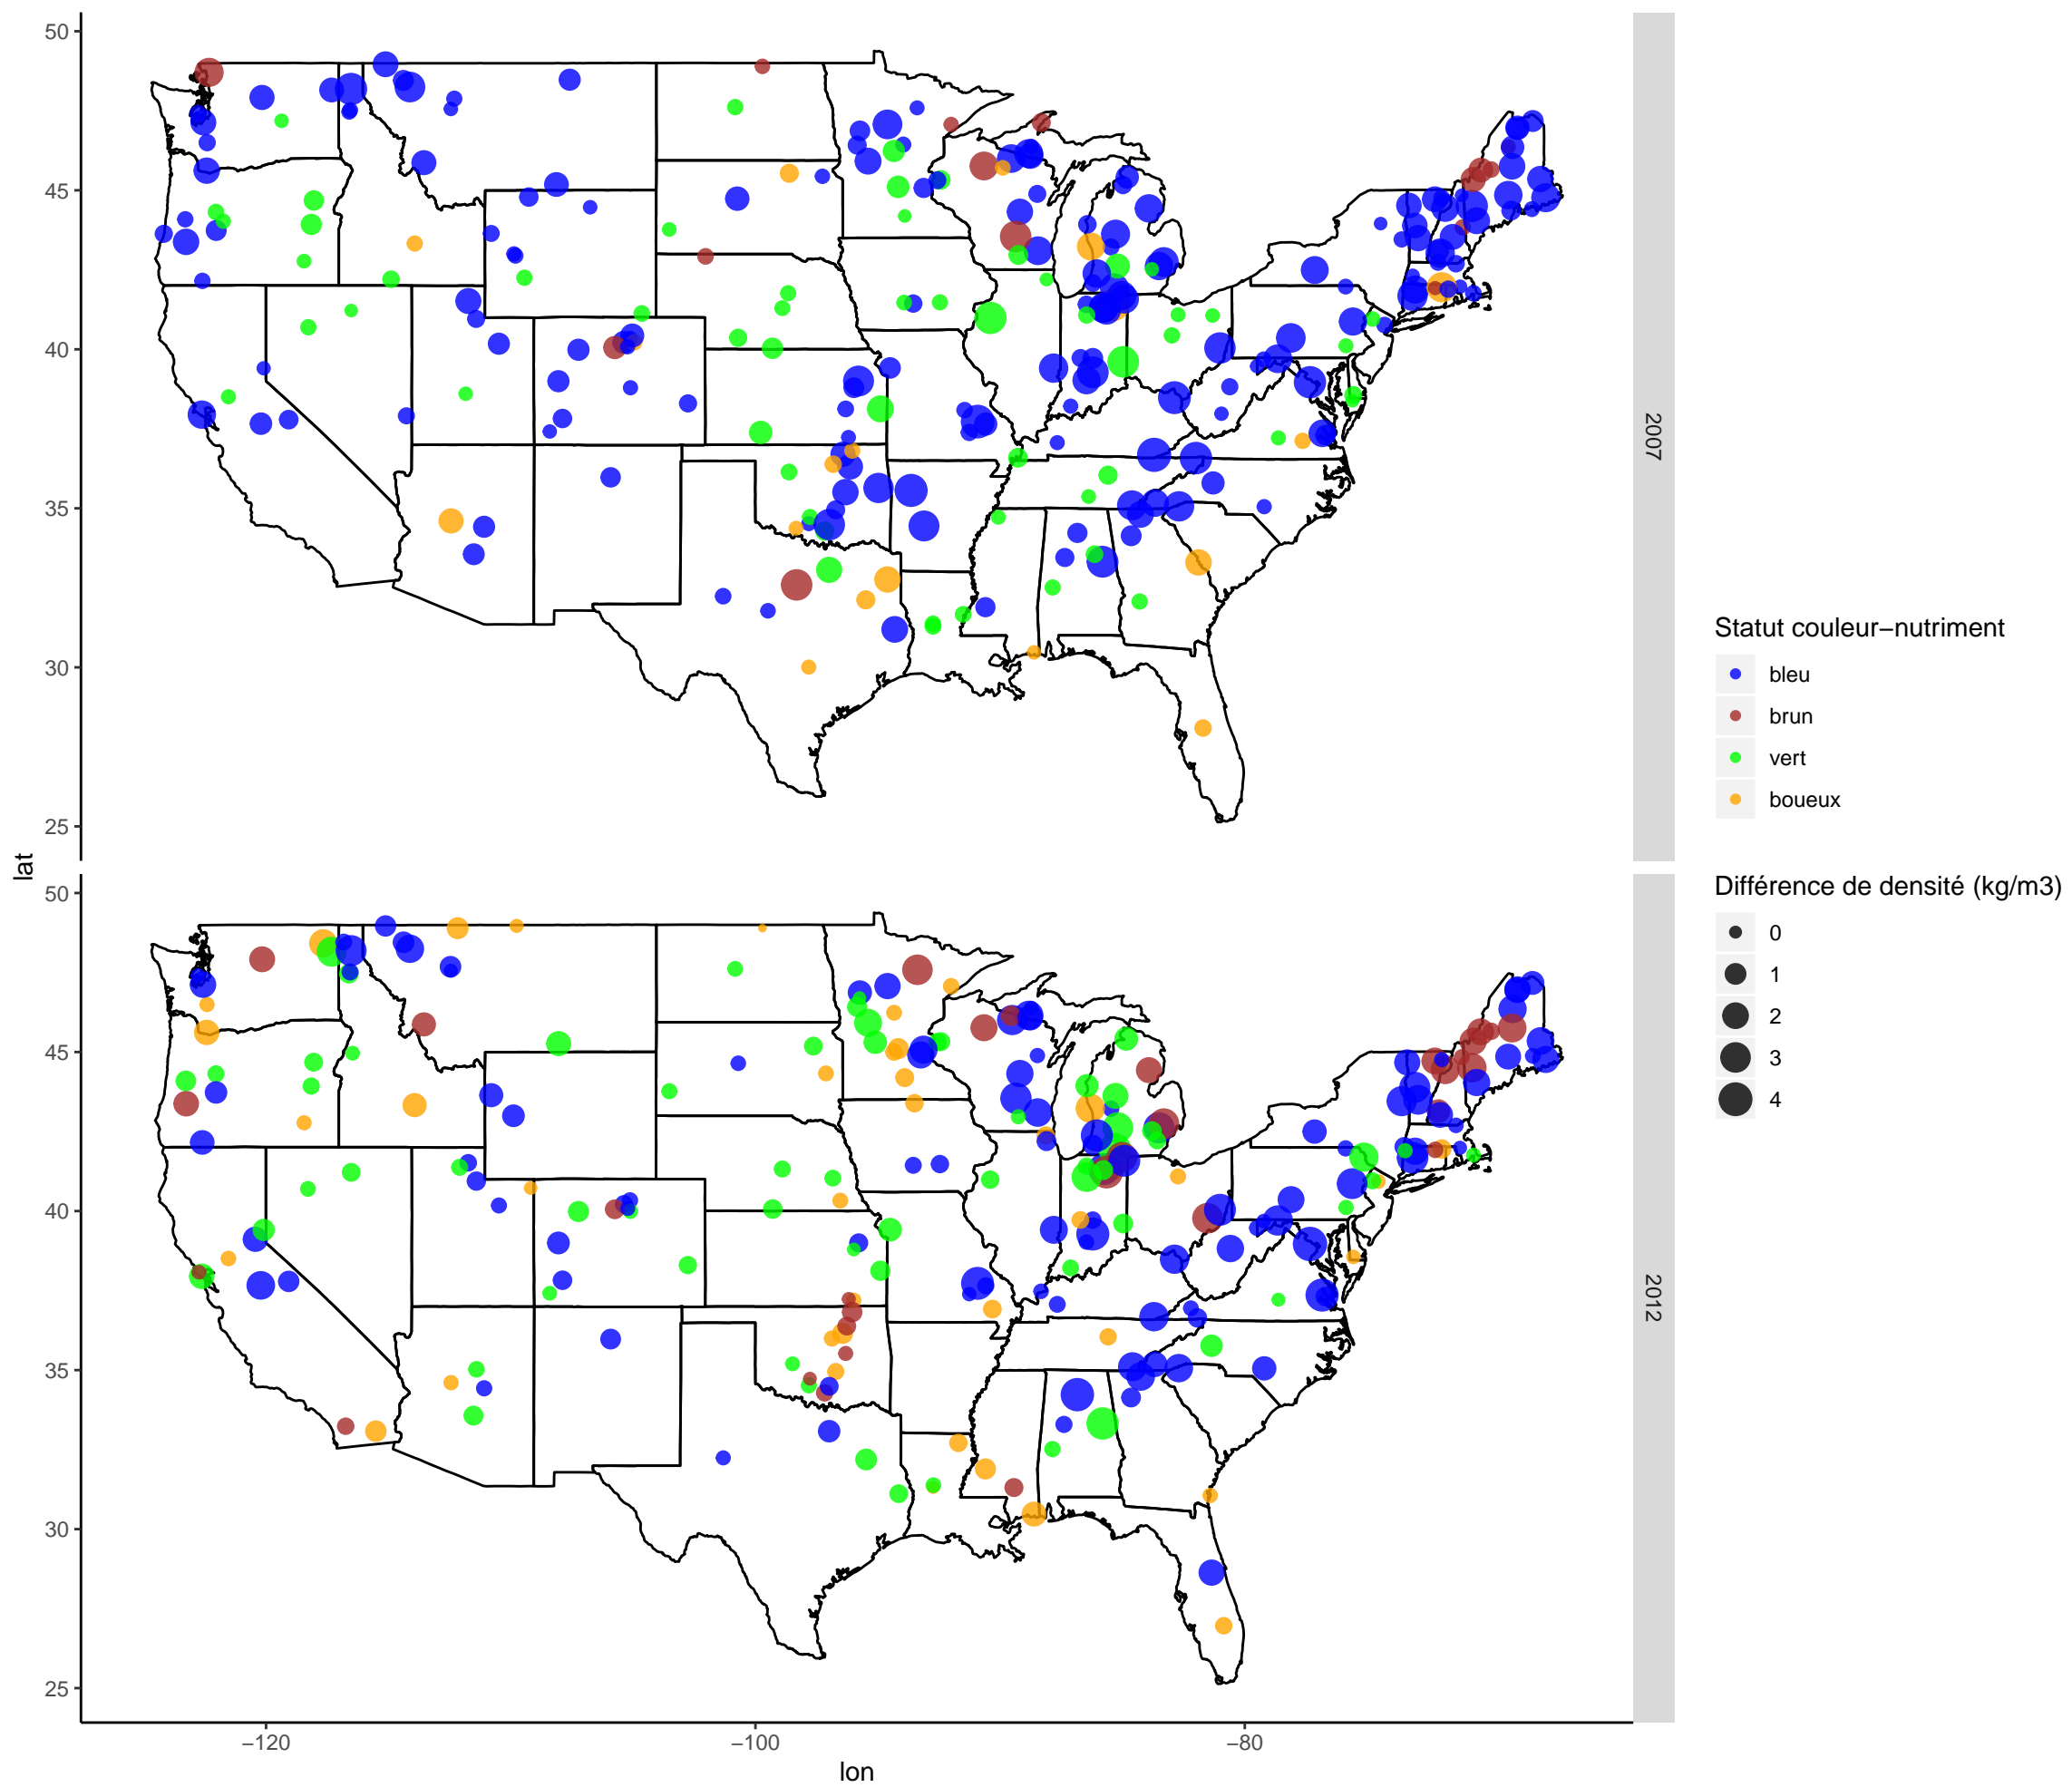 50
45
40
35
30
25
2007
lat
50
45
40
35
30
25
2012
−120
−100
−80
lon
Statut couleur−nutriment
bleu
brun
vert
boueux
Différence de densité (kg/m3)
0
1
2
3
4